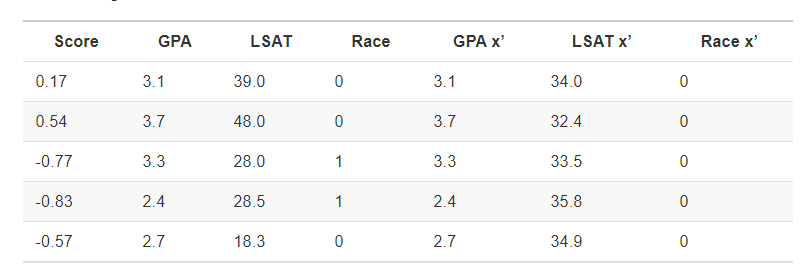 Score GPA LSAT Race GPA x’ LSAT x’ Race x’
0.17 3.1 39.0 0 3.1 34.0 0
0.54 3.7 48.0 0 3.7 32.4 0
-0.77 3.3 28.0 1 3.3 33.5 0
-0.83 2.4 28.5 1 2.4 35.8 0
-0.57 2.7 18.3 0 2.7 34.9 0